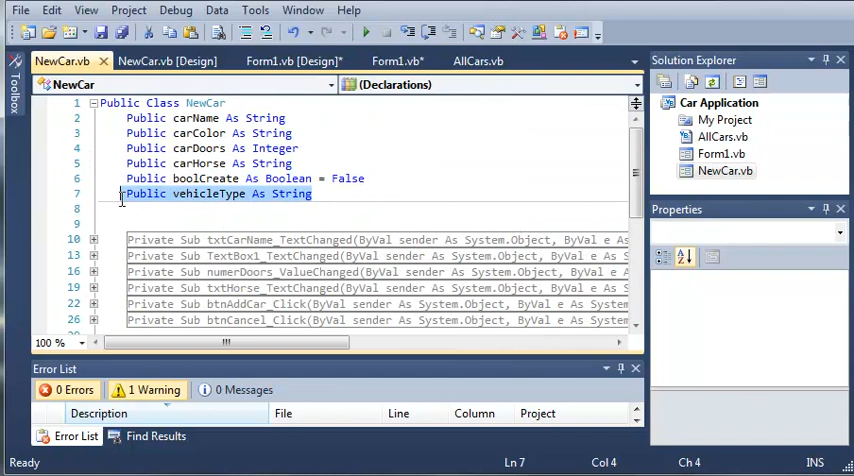 File Edit View Project Debug Data Tools Window Help
NewCar.vb NewCar.vb [Design] Form1.vb [Design]* Form1.vb* AllCars.vb
NewCar (Declarations)
1 Public Class NewCar
2 Public carName As String
3 Public carColor As String
4 Public carDoors As Integer
5 Public carHorse As String
6 Public boolCreate As Boolean = False
7 Public vehicleType As String
8
9
10 Private Sub txtCarName_TextChanged(ByVal sender As System.Object, ByVal e As System
13 Private Sub TextBox1_TextChanged(ByVal sender As System.Object, ByVal e As System
16 Private Sub numerDoors_ValueChanged(ByVal sender As System.Object, ByVal e As System
19 Private Sub txtHorse_TextChanged(ByVal sender As System.Object, ByVal e As System
22 Private Sub btnAddCar_Click(ByVal sender As System.Object, ByVal e As System
26 Private Sub btnCancel_Click(ByVal sender As System.Object, ByVal e As System
100 %
Toolbox
Solution Explorer
Car Application
My Project
AllCars.vb
Form1.vb
NewCar.vb
Properties
Error List
0 Errors 1 Warning 0 Messages
Description File Line Column Project
Error List Find Results
Ready Ln 7 Col 4 Ch 4 INS